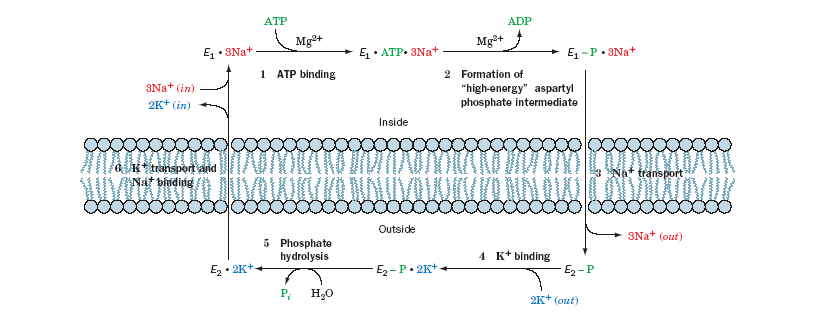 ATP
ADP
Mg2+
Mg2+
E1 • 3Na+
E1 • ATP• 3Na+
E1 ~ P • 3Na+
1 ATP binding
2 Formation of
“high-energy” aspartyl
phosphate intermediate
3Na+ (in)
2K+ (in)
Inside
6 K+ transport and
Na+ binding
3 Na+ transport
Outside
3Na+ (out)
5 Phosphate
hydrolysis
4 K+ binding
E2 • 2K+
E2 – P • 2K+
E2 – P
Pi
H2O
2K+ (out)